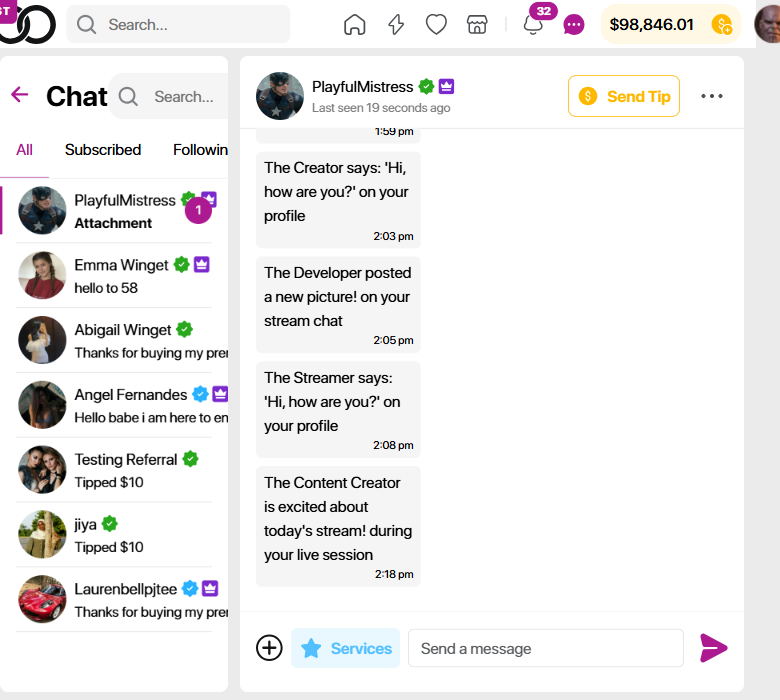 ST
Search...
32
$98,846.01
Chat
Search...
All
Subscribed
Followin
PlayfulMistress
1
Attachment
Emma Winget
hello to 58
Abigail Winget
Thanks for buying my prer
Angel Fernandes
Hello babe i am here to en
Testing Referral
Tipped $10
jiya
Tipped $10
Laurenbellpjtee
Thanks for buying my prer
PlayfulMistress
Last seen 19 seconds ago
$ Send Tip
1:59 pm
The Creator says: 'Hi,
how are you?' on your
profile
2:03 pm
The Developer posted
a new picture! on your
stream chat
2:05 pm
The Streamer says:
'Hi, how are you?' on
your profile
2:08 pm
The Content Creator
is excited about
today's stream! during
your live session
2:18 pm
Services
Send a message